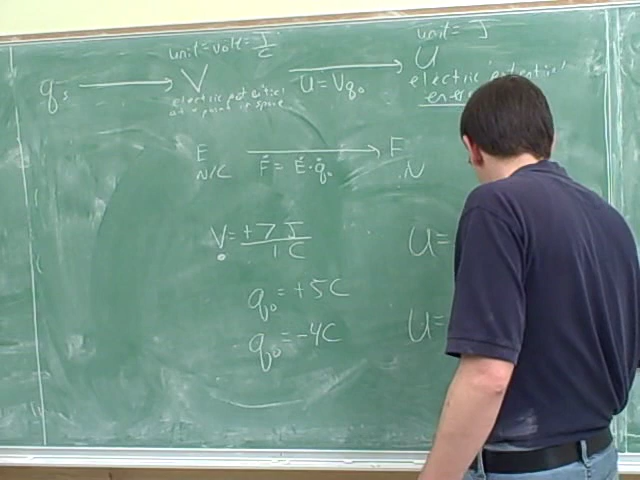 unit = volt = J/C
unit = J
qs → V → U
U = Vq₀
electric potential
at a point in space
electric potential
energy
E → F
N/C F⃗ = E⃗·q₀ N
V = +7 J / 1 C
U =
q₀ = +5C
q₀ = -4C
U =